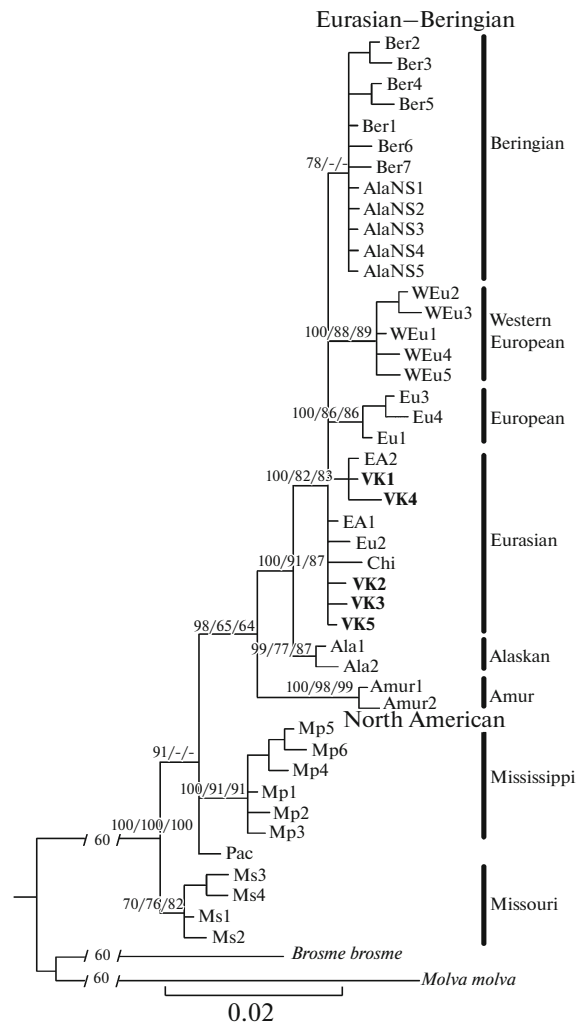 Eurasian–Beringian
Ber2
Ber3
Ber4
Ber5
Ber1
Ber6
Ber7
AlaNS1
AlaNS2
AlaNS3
AlaNS4
AlaNS5
78/-/-
Beringian
WEu2
WEu3
WEu1
WEu4
WEu5
100/88/89
Western
European
Eu3
Eu4
Eu1
100/86/86
European
EA2
VK1
VK4
EA1
Eu2
Chi
VK2
VK3
VK5
100/82/83
Eurasian
100/91/87
Ala1
Ala2
99/77/87
Alaskan
98/65/64
Amur1
Amur2
100/98/99
Amur
North American
Mp5
Mp6
Mp4
Mp1
Mp2
Mp3
91/-/-
100/91/91
Mississippi
Pac
100/100/100
60
Ms3
Ms4
Ms1
Ms2
70/76/82
Missouri
60
Brosme brosme
60
Molva molva
0.02